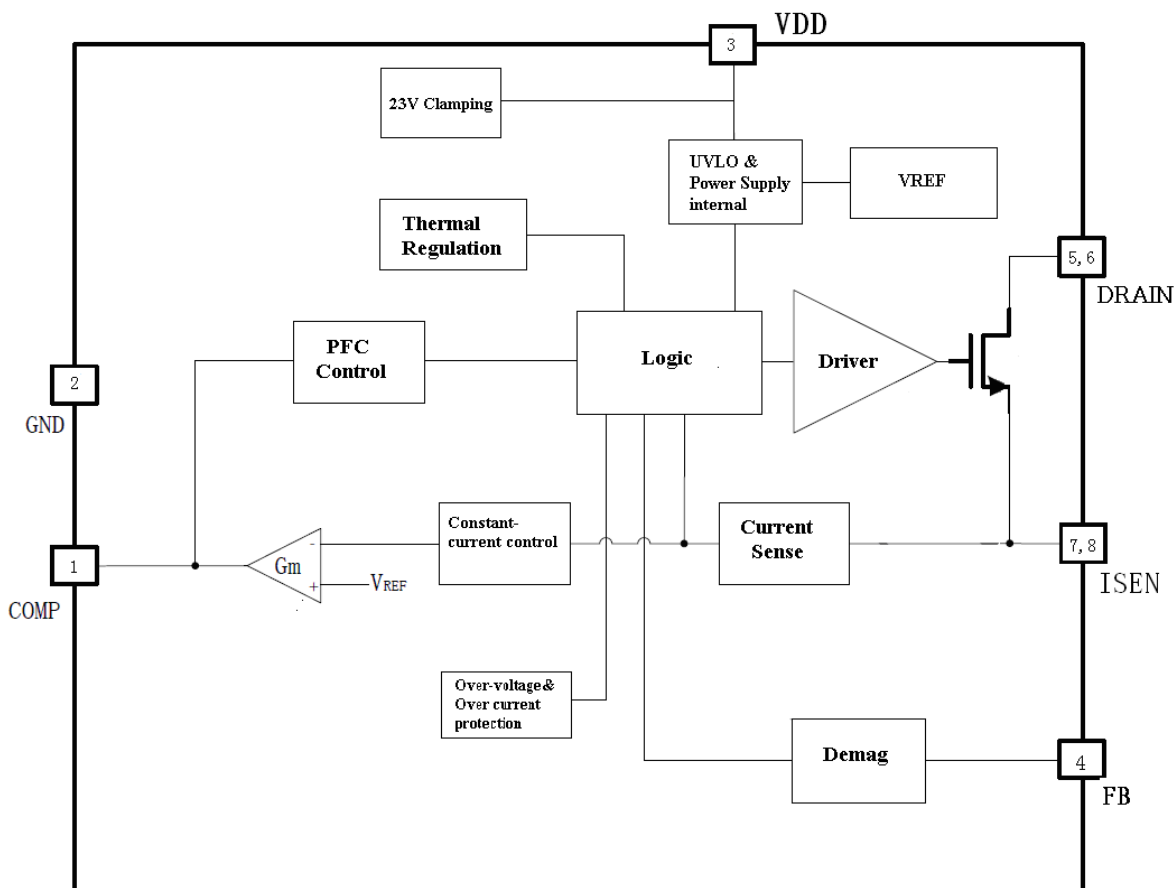 VDD
3
23V Clamping
UVLO &
Power Supply
internal
VREF
Thermal
Regulation
5,6
DRAIN
PFC
Control
Logic
Driver
2
GND
Constant-
current control
Current
Sense
7,8
ISEN
1
COMP
Gm
-
+
VREF
Over-voltage&
Over current
protection
Demag
4
FB